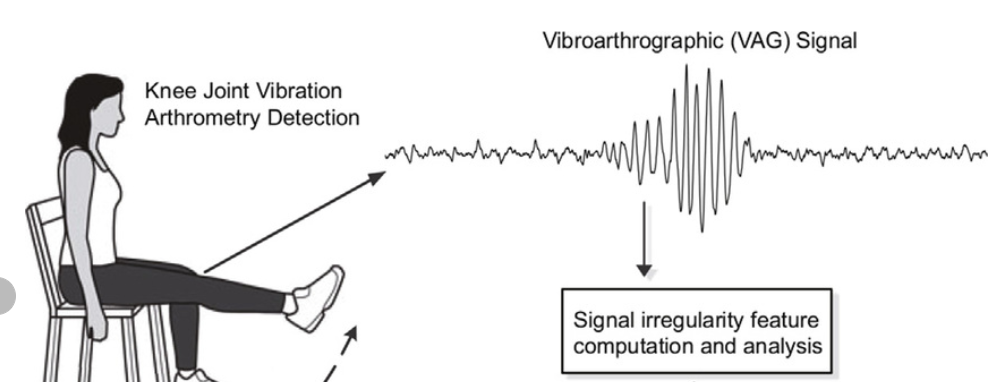 Vibroarthrographic (VAG) Signal
Knee Joint Vibration
Arthrometry Detection
Signal irregularity feature
computation and analysis